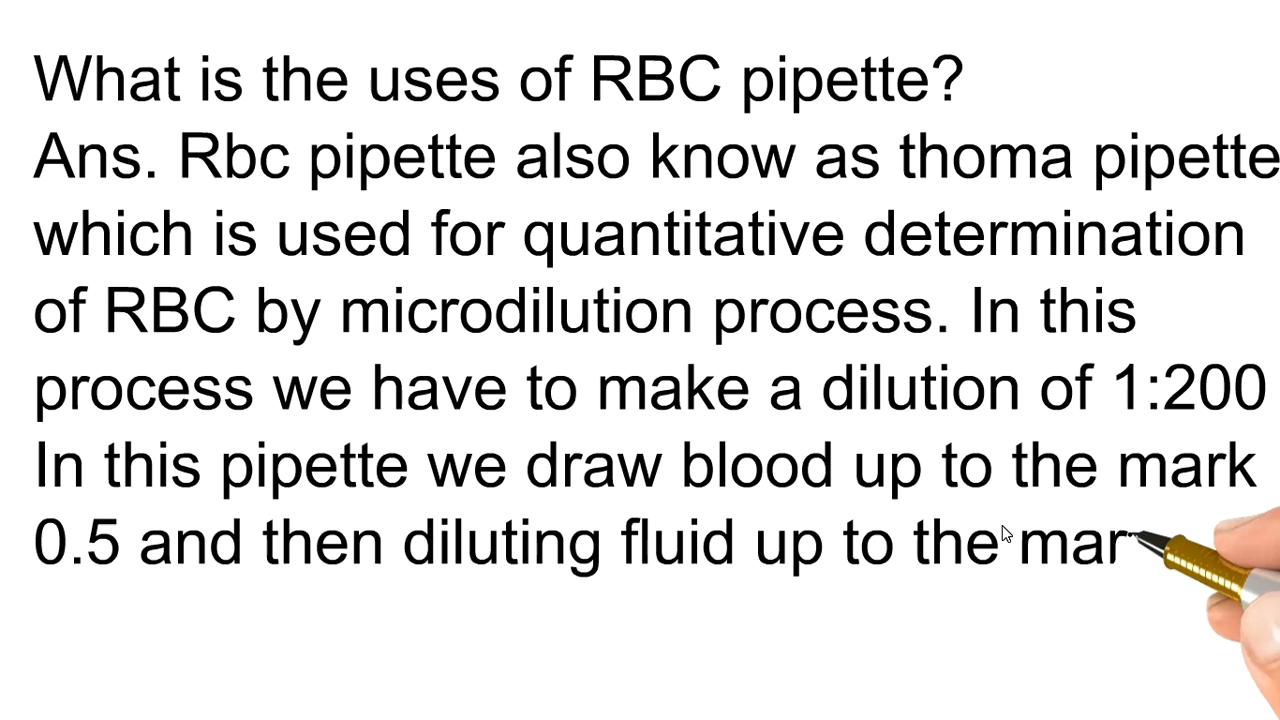 What is the uses of RBC pipette?
Ans. Rbc pipette also know as thoma pipette
which is used for quantitative determination
of RBC by microdilution process. In this
process we have to make a dilution of 1:200
In this pipette we draw blood up to the mark
0.5 and then diluting fluid up to the mar